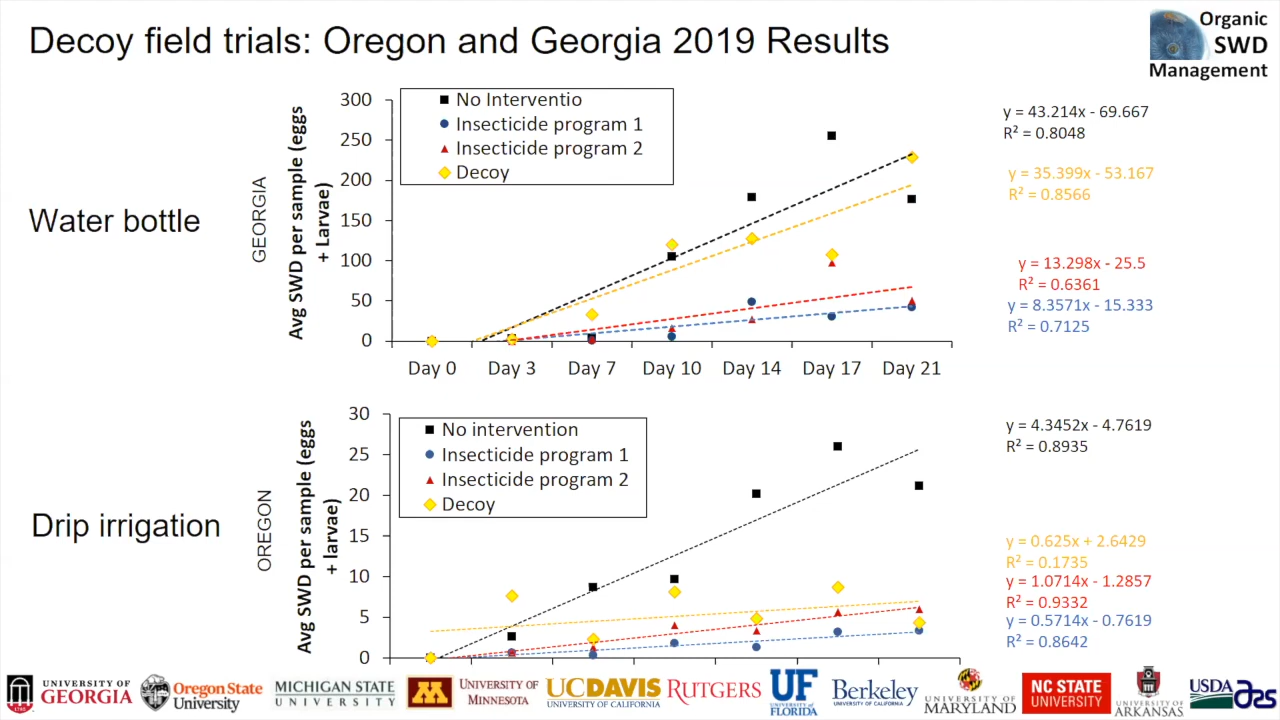 Decoy field trials: Oregon and Georgia 2019 Results
Organic
SWD
Management
Water bottle
GEORGIA
Avg SWD per sample (eggs
+ Larvae)
300
250
200
150
100
50
0
No Interventio
Insecticide program 1
Insecticide program 2
Decoy
Day 0
Day 3
Day 7
Day 10
Day 14
Day 17
Day 21
y = 43.214x - 69.667
R² = 0.8048
y = 35.399x - 53.167
R² = 0.8566
y = 13.298x - 25.5
R² = 0.6361
y = 8.3571x - 15.333
R² = 0.7125
Drip irrigation
OREGON
Avg SWD per sample (eggs
+ larvae)
30
25
20
15
10
5
0
No intervention
Insecticide program 1
Insecticide program 2
Decoy
y = 4.3452x - 4.7619
R² = 0.8935
y = 0.625x + 2.6429
R² = 0.1735
y = 1.0714x - 1.2857
R² = 0.9332
y = 0.5714x - 0.7619
R² = 0.8642
UNIVERSITY OF
GEORGIA
Oregon State
University
MICHIGAN STATE
UNIVERSITY
M
UNIVERSITY OF
MINNESOTA
UCDAVIS
UNIVERSITY OF CALIFORNIA
RUTGERS
UF
UNIVERSITY of
FLORIDA
Berkeley
UNIVERSITY OF CALIFORNIA
UNIVERSITY OF
MARYLAND
NC STATE
UNIVERSITY
UNIVERSITY OF
ARKANSAS
USDA